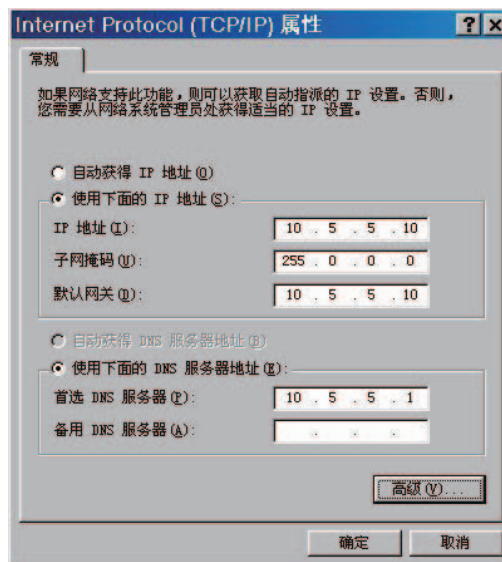 Internet Protocol (TCP/IP) 属性
常规
如果网络支持此功能，则可以获取自动指派的 IP 设置。否则，
您需要从网络系统管理员处获得适当的 IP 设置。
自动获得 IP 地址(O)
使用下面的 IP 地址(S):
IP 地址(I): 10 . 5 . 5 . 10
子网掩码(U): 255 . 0 . 0 . 0
默认网关(D): 10 . 5 . 5 . 10
自动获得 DNS 服务器地址(B)
使用下面的 DNS 服务器地址(E):
首选 DNS 服务器(P): 10 . 5 . 5 . 1
备用 DNS 服务器(A): . . .
高级(V)...
确定 取消